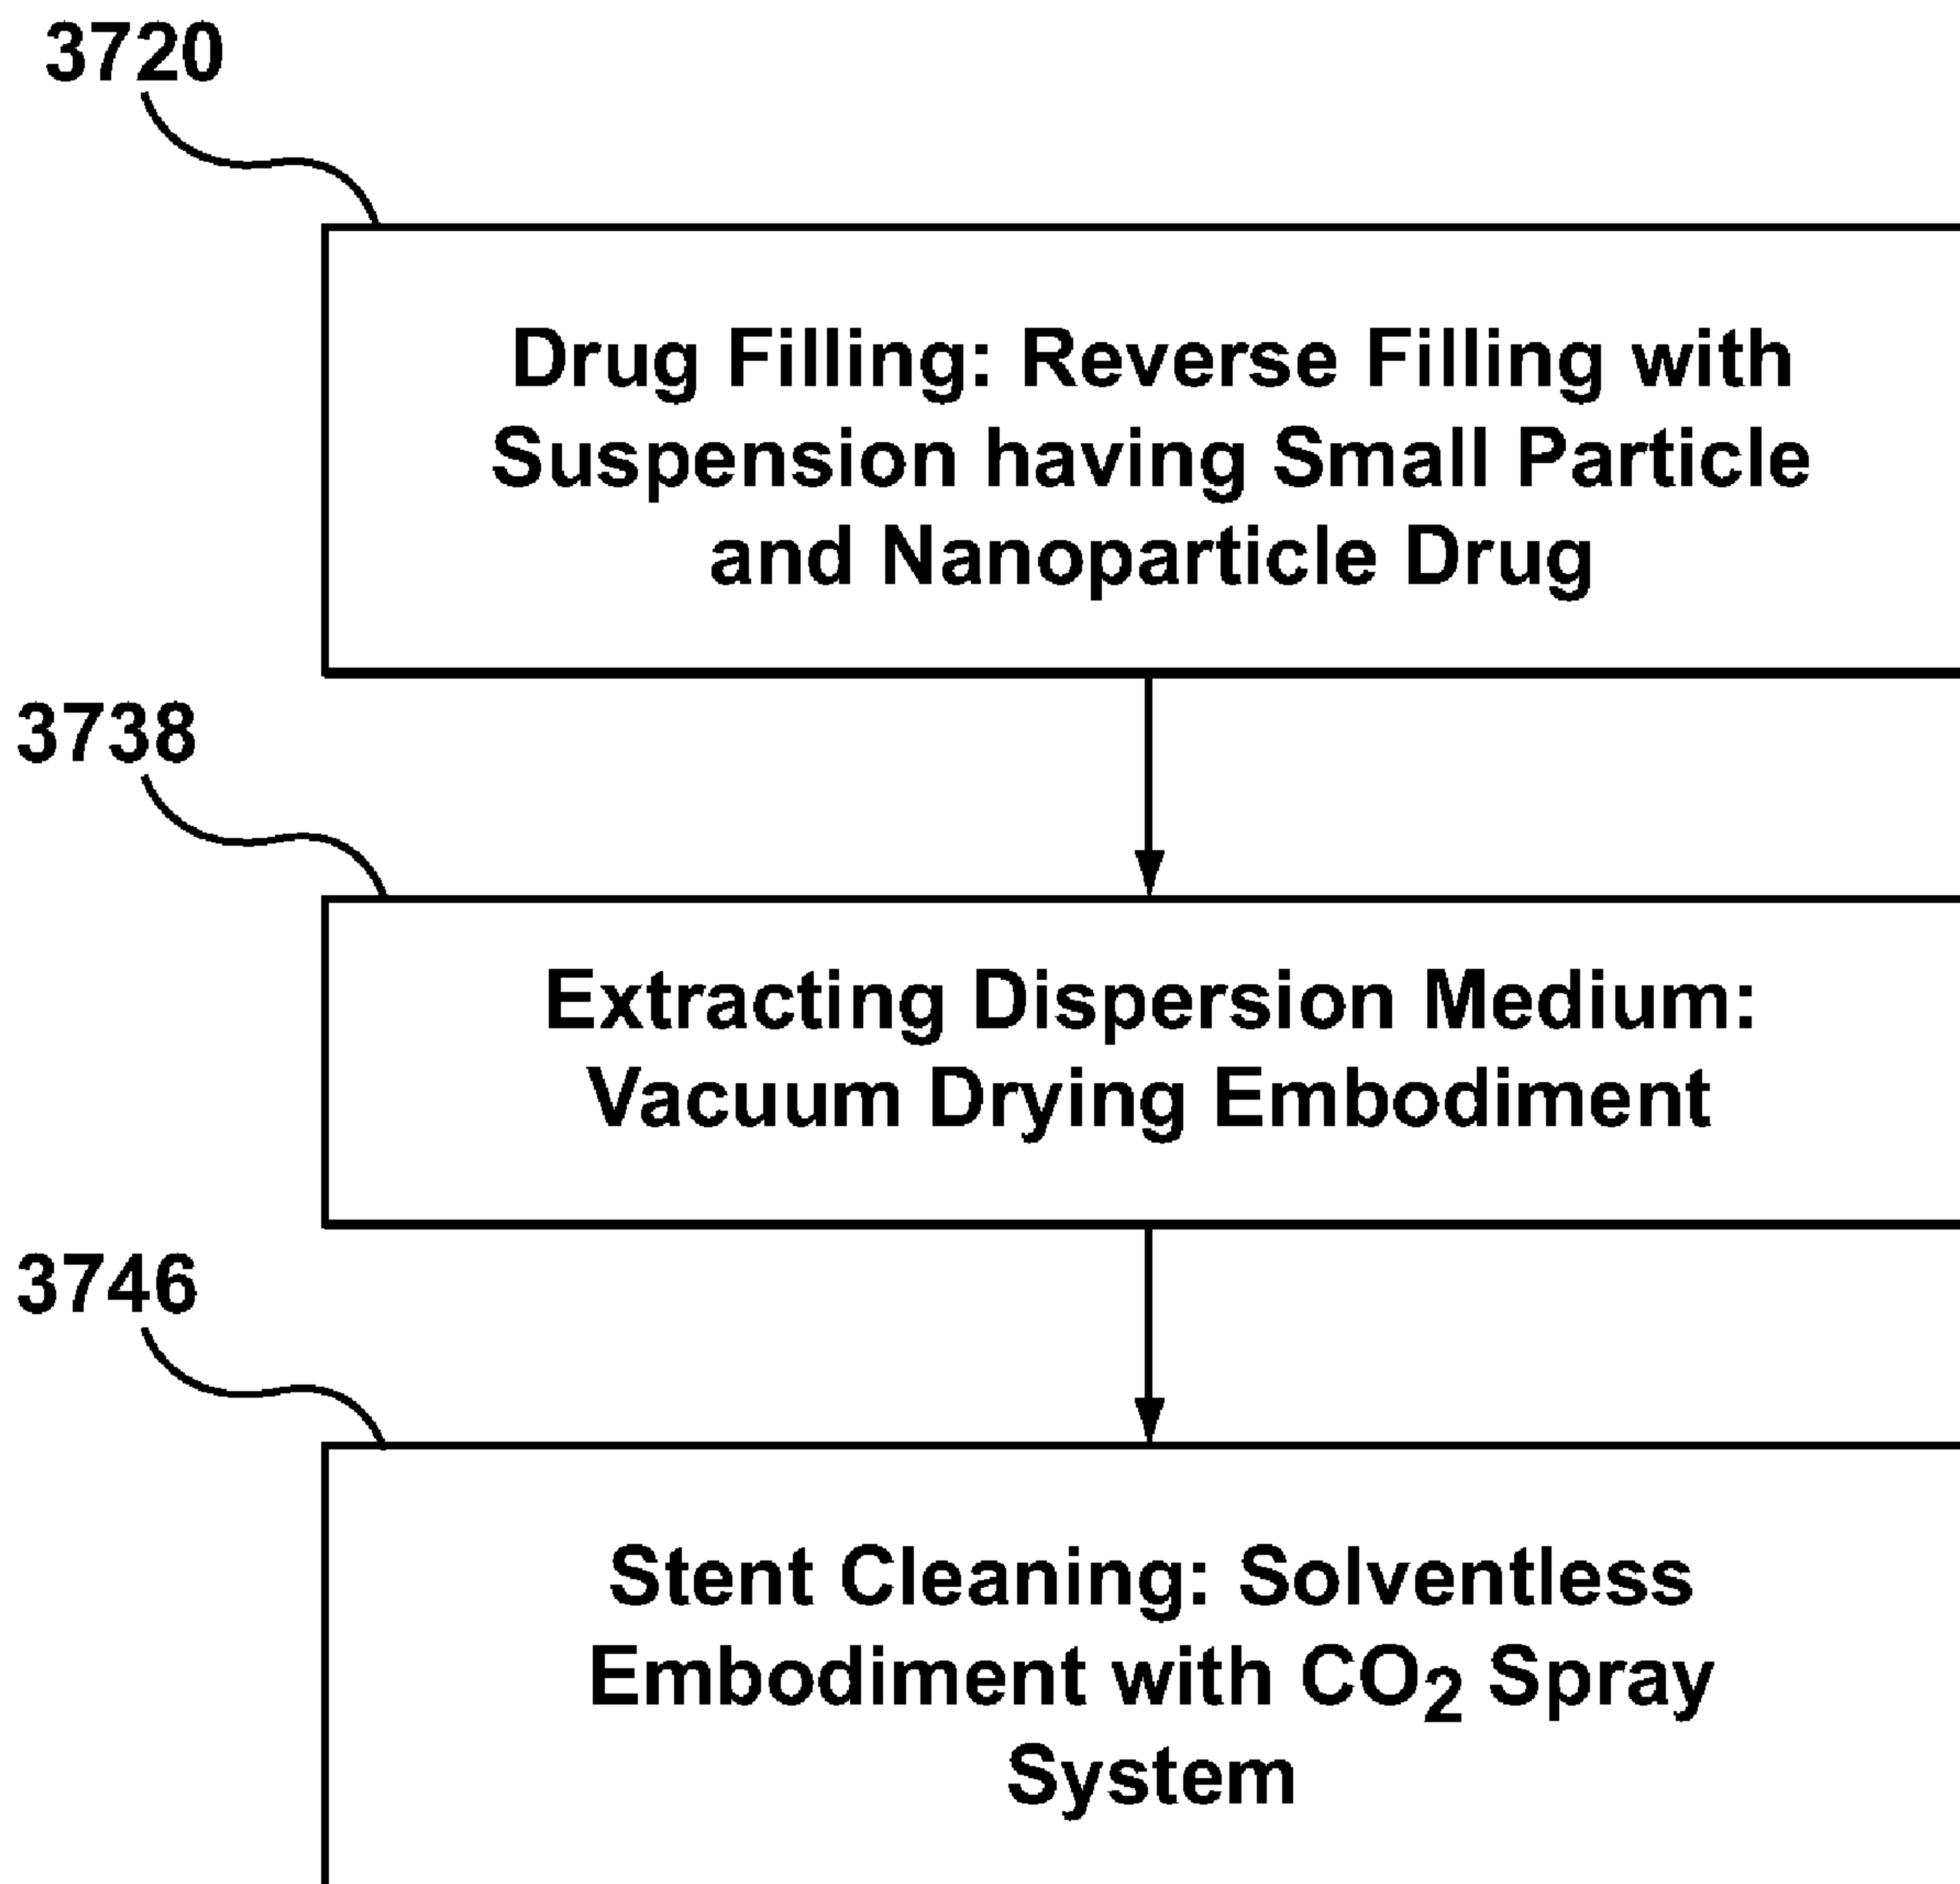 3720
Drug Filling: Reverse Filling with
Suspension having Small Particle
and Nanoparticle Drug
3738
Extracting Dispersion Medium:
Vacuum Drying Embodiment
3746
Stent Cleaning: Solventless
Embodiment with CO2 Spray
System